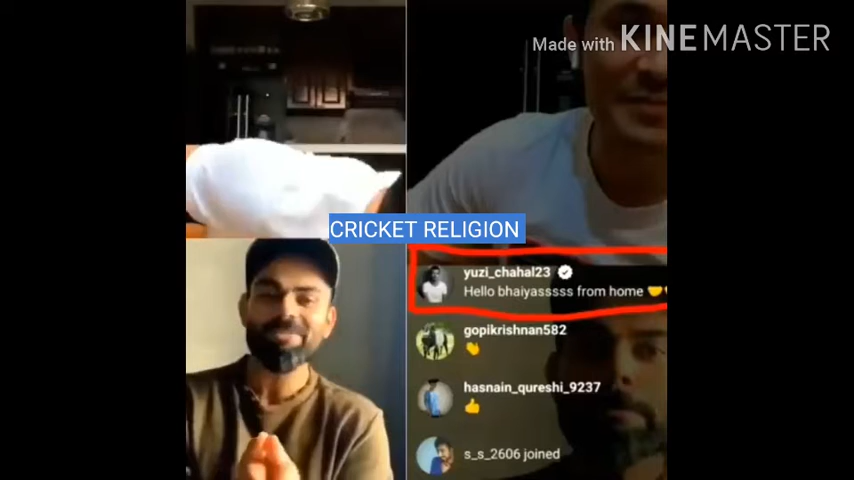 Made with KINEMASTER
CRICKET RELIGION
yuzi_chahal23
Hello bhaiyasssss from home
gopikrishnan582
hasnain_qureshi_9237
s_s_2606 joined